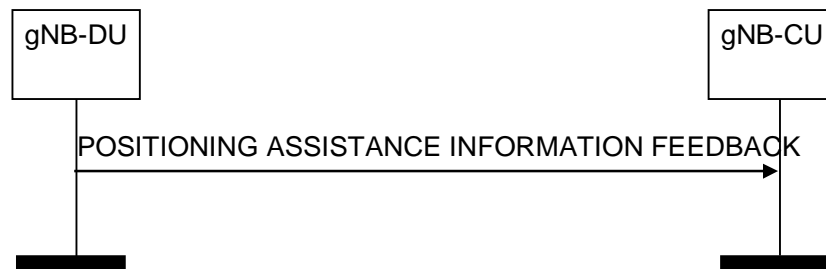 gNB-DU
gNB-CU
POSITIONING ASSISTANCE INFORMATION FEEDBACK